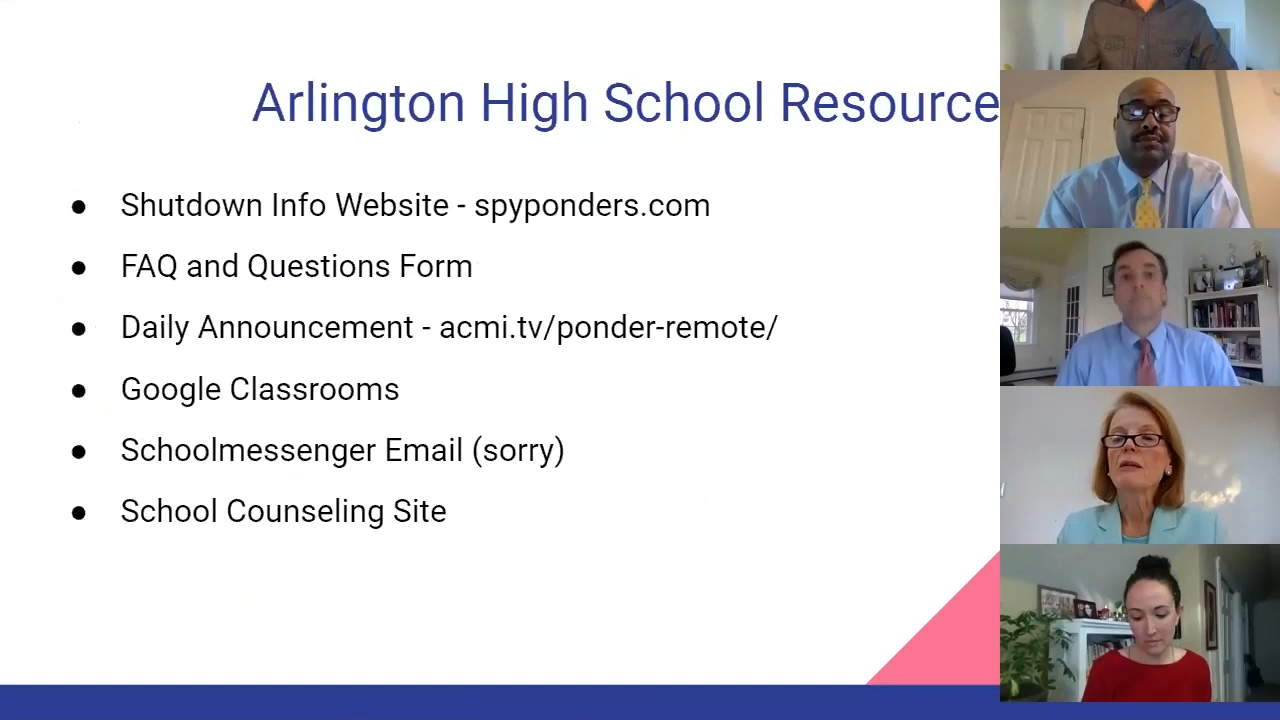 Arlington High School Resource
● Shutdown Info Website - spyponders.com
● FAQ and Questions Form
● Daily Announcement - acmi.tv/ponder-remote/
● Google Classrooms
● Schoolmessenger Email (sorry)
● School Counseling Site